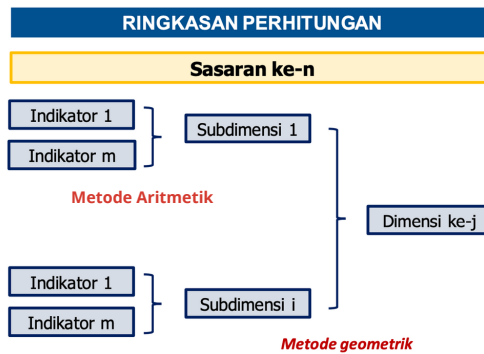 RINGKASAN PERHITUNGAN
Sasaran ke-n
Indikator 1
Subdimensi 1
Indikator m
Metode Aritmetik
Dimensi ke-j
Indikator 1
Subdimensi i
Indikator m
Metode geometrik